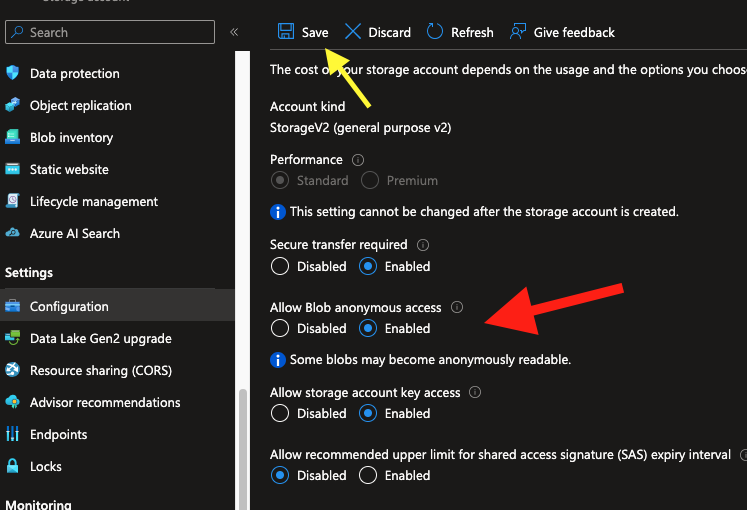 Storage account
Search
Data protection
Object replication
Blob inventory
Static website
Lifecycle management
Azure AI Search
Settings
Configuration
Data Lake Gen2 upgrade
Resource sharing (CORS)
Advisor recommendations
Endpoints
Locks
Monitoring
Save Discard Refresh Give feedback
The cost of your storage account depends on the usage and the options you choose
Account kind
StorageV2 (general purpose v2)
Performance
Standard Premium
This setting cannot be changed after the storage account is created.
Secure transfer required
Disabled Enabled
Allow Blob anonymous access
Disabled Enabled
Some blobs may become anonymously readable.
Allow storage account key access
Disabled Enabled
Allow recommended upper limit for shared access signature (SAS) expiry interval
Disabled Enabled